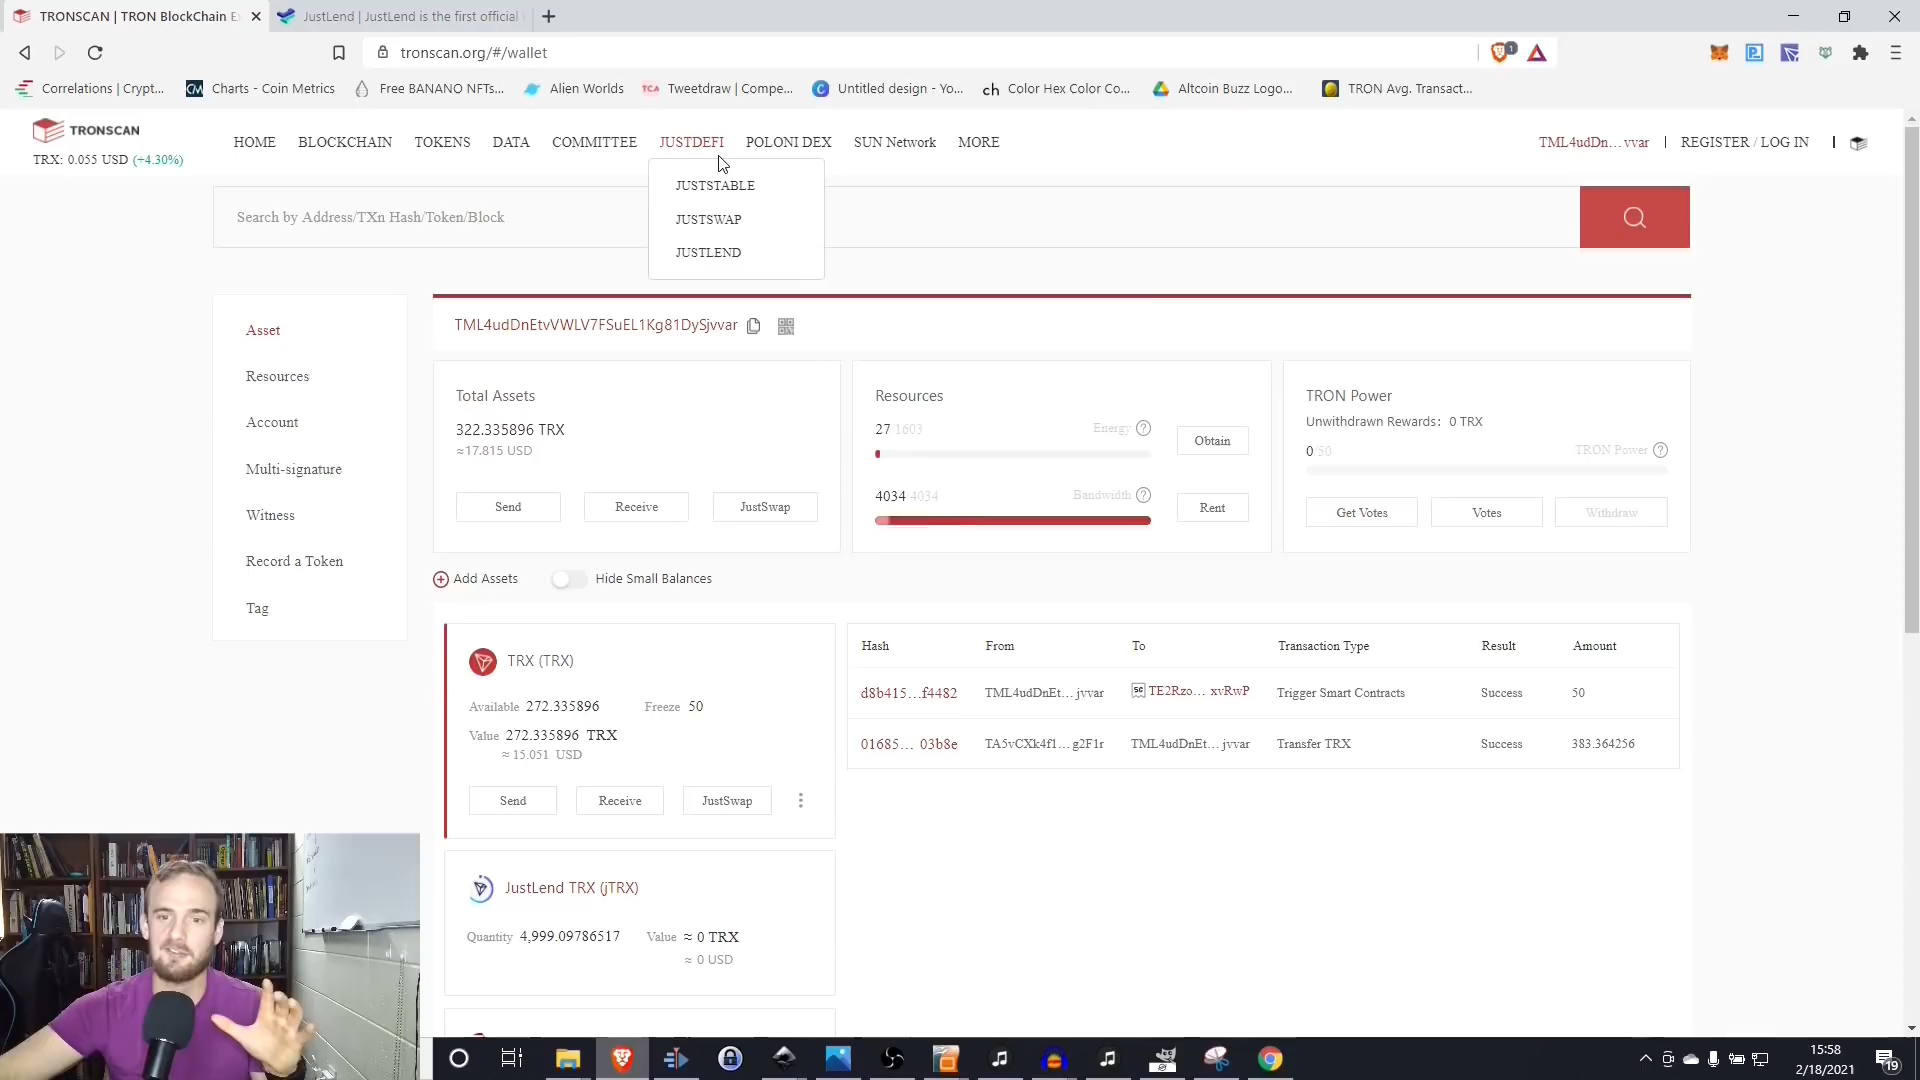 TRONSCAN | TRON BlockChain E
JustLend | JustLend is the first official
tronscan.org/#/wallet
1
Correlations | Crypt...
Charts - Coin Metrics
Free BANANO NFTs...
Alien Worlds
TCA Tweetdraw | Compe...
Untitled design - Yo...
ch Color Hex Color Co...
Altcoin Buzz Logo...
TRON Avg. Transact...
TRONSCAN
TRX: 0.055 USD (+4.30%)
HOME
BLOCKCHAIN
TOKENS
DATA
COMMITTEE
JUSTDEFI
POLONI DEX
SUN Network
MORE
TML4udDn... vvar
REGISTER / LOG IN
JUSTSTABLE
JUSTSWAP
JUSTLEND
Search by Address/TXn Hash/Token/Block
Asset
Resources
Account
Multi-signature
Witness
Record a Token
Tag
TML4udDnEtvVWLV7FSuEL1Kg81DySjvvar
Total Assets
322.335896 TRX
≈17.815 USD
Send
Receive
JustSwap
Resources
27 1603
Energy ?
Obtain
4034 4034
Bandwidth ?
Rent
TRON Power
Unwithdrawn Rewards: 0 TRX
0/50
TRON Power ?
Get Votes
Votes
Withdraw
Add Assets
Hide Small Balances
TRX (TRX)
Available 272.335896
Freeze 50
Value 272.335896 TRX
≈ 15.051 USD
Send
Receive
JustSwap
Hash From To Transaction Type Result Amount
d8b415...f4482 TML4udDnEt... jvvar SC TE2Rzo... xvRwP Trigger Smart Contracts Success 50
01685... 03b8e TA5vCXk4f1... g2F1r TML4udDnEt... jvvar Transfer TRX Success 383.364256
JustLend TRX (jTRX)
Quantity 4,999.09786517
Value ≈ 0 TRX
≈ 0 USD
15:58
2/18/2021
19